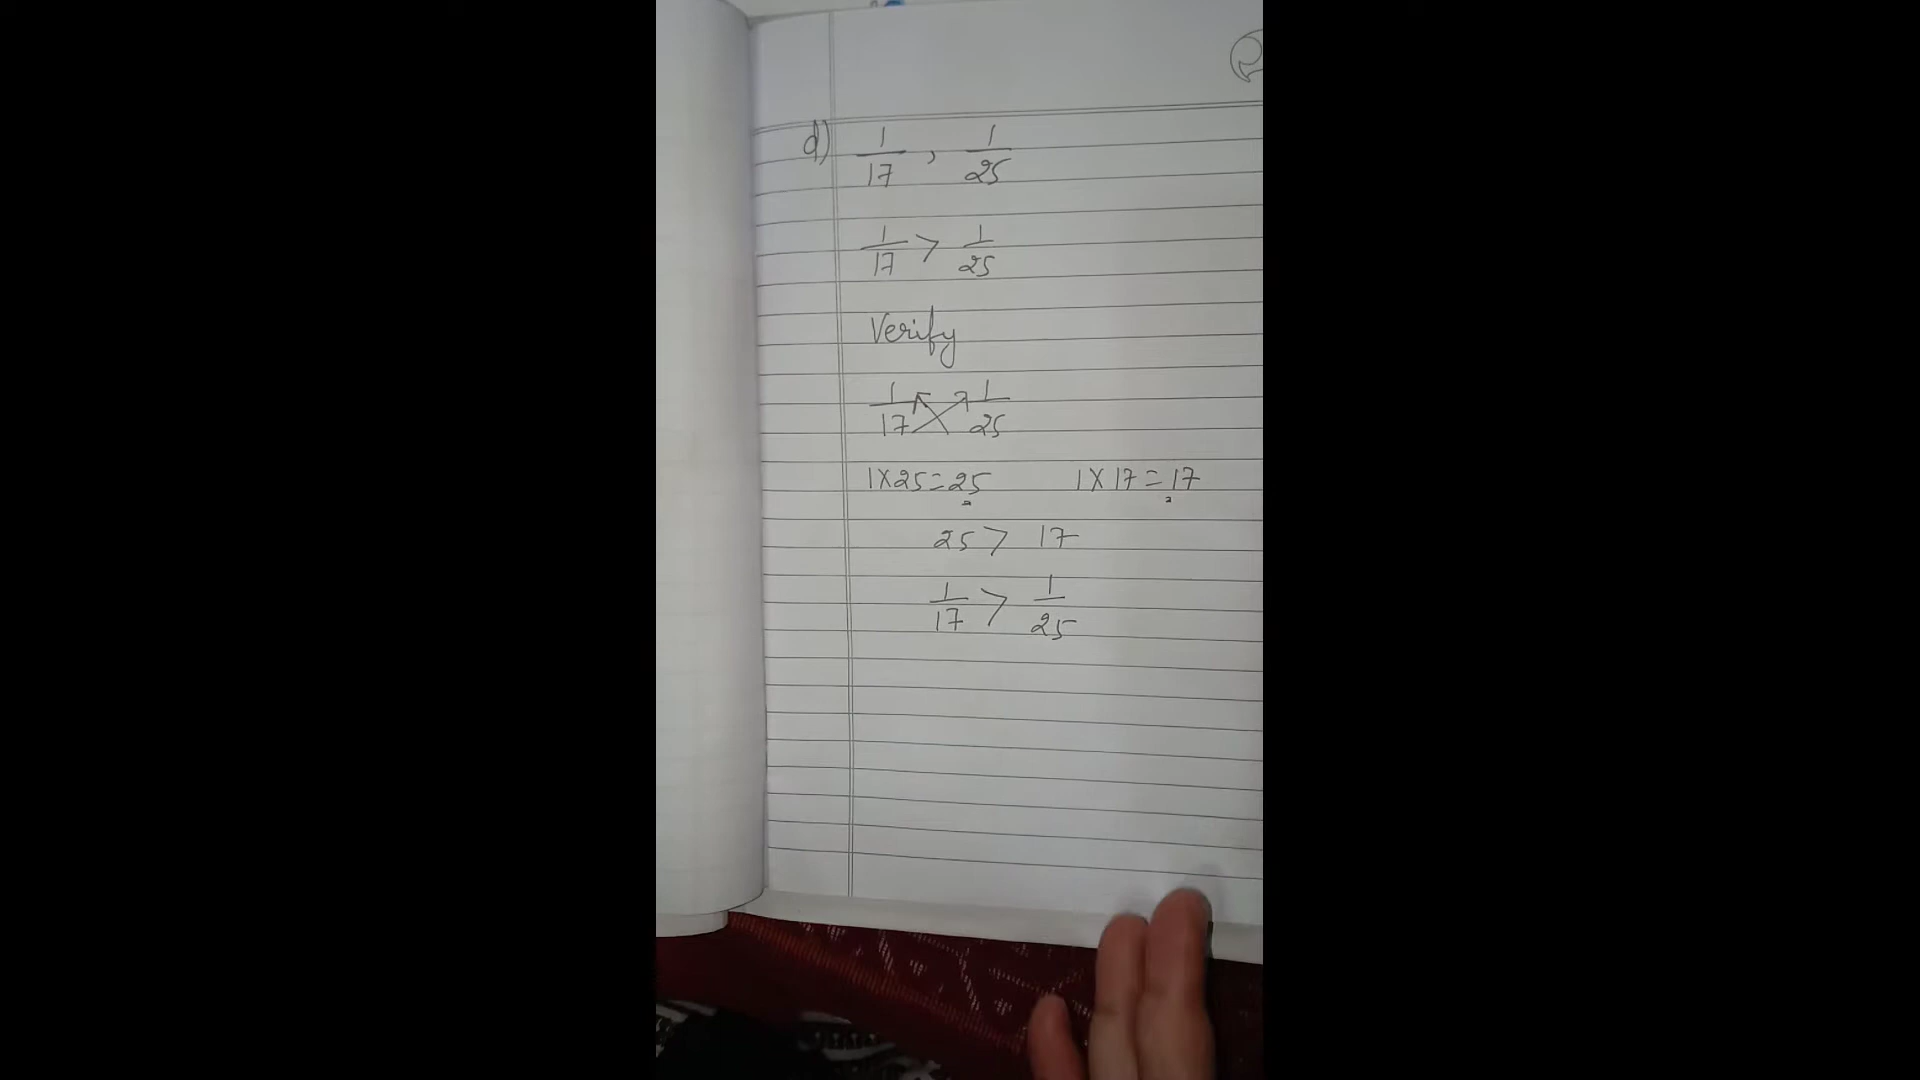 d) 1/17 , 1/25
1/17 > 1/25
Verify
1/17 1/25
1X25=25 1X17=17
25 > 17
1/17 > 1/25